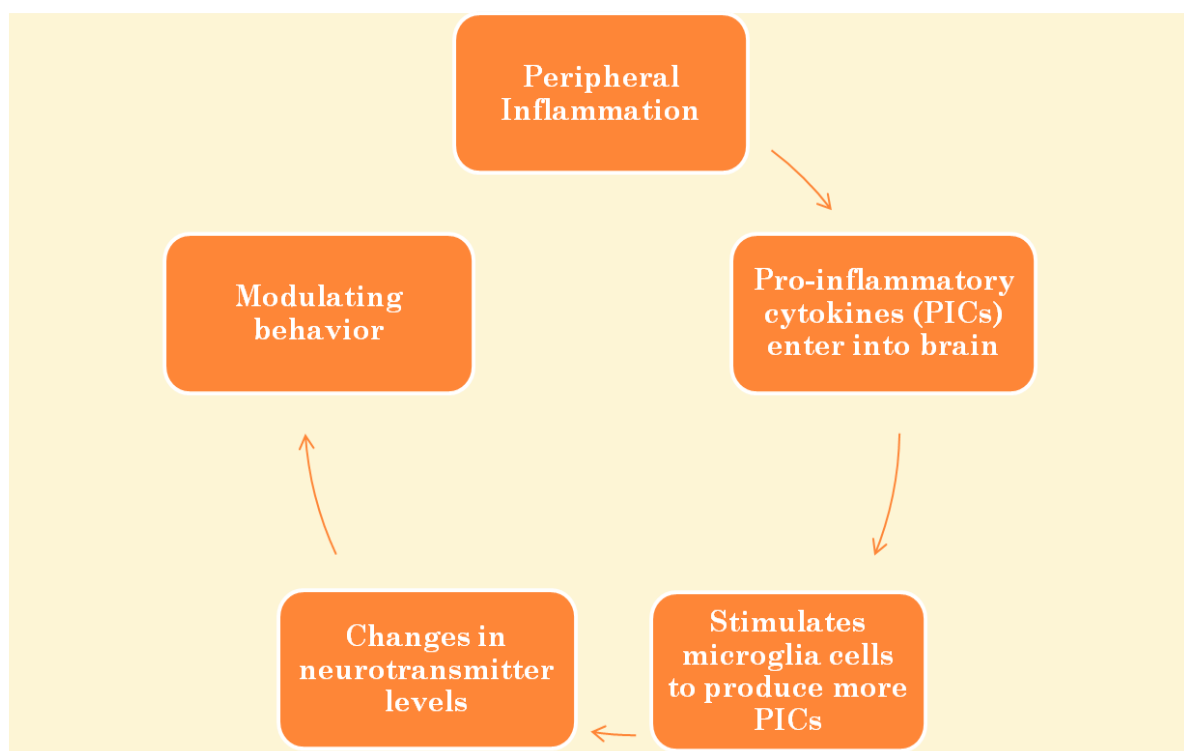 Peripheral
Inflammation
Pro-inflammatory
cytokines (PICs)
enter into brain
Stimulates
microglia cells
to produce more
PICs
Changes in
neurotransmitter
levels
Modulating
behavior